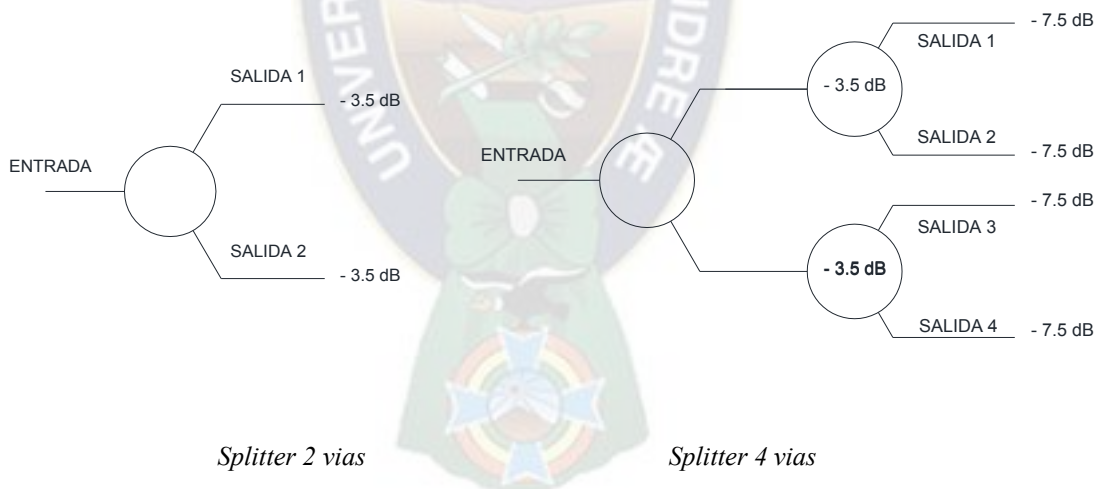 ENTRADA
SALIDA 1
- 3.5 dB
SALIDA 2
- 3.5 dB
Splitter 2 vias
ENTRADA
- 3.5 dB
SALIDA 1
- 7.5 dB
SALIDA 2
- 7.5 dB
- 3.5 dB
SALIDA 3
- 7.5 dB
SALIDA 4
- 7.5 dB
Splitter 4 vias
UNIVER
NDRE Æ